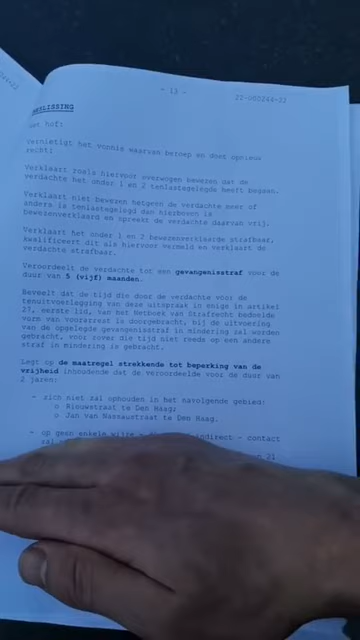 - 13 -
22-000244-22
BESLISSING
Het hof:
Vernietigt het vonnis waarvan beroep en doet opnieuw
recht:
Verklaart zoals hiervoor overwogen bewezen dat de
verdachte het onder 1 en 2 tenlastegelegde heeft begaan.
Verklaart niet bewezen hetgeen de verdachte meer of
anders is tenlastegelegd dan hierboven is
bewezenverklaard en spreekt de verdachte daarvan vrij.
Verklaart het onder 1 en 2 bewezenverklaarde strafbaar,
kwalificeert dit als hiervoor vermeld en verklaart de
verdachte strafbaar.
Veroordeelt de verdachte tot een gevangenisstraf voor de
duur van 5 (vijf) maanden.
Beveelt dat de tijd die door de verdachte vóór de
tenuitvoerlegging van deze uitspraak in enige in artikel
27, eerste lid, van het Wetboek van Strafrecht bedoelde
vorm van voorarrest is doorgebracht, bij de uitvoering
van de opgelegde gevangenisstraf in mindering zal worden
gebracht, voor zover die tijd niet reeds op een andere
straf in mindering is gebracht.
Legt op de maatregel strekkende tot beperking van de
vrijheid inhoudende dat de veroordeelde voor de duur van
2 jaren:
- zich niet zal ophouden in het navolgende gebied:
o Riouwstraat te Den Haag;
o Jan van Nassaustraat te Den Haag.
- op geen enkele wijze indirect - contact
zal
21